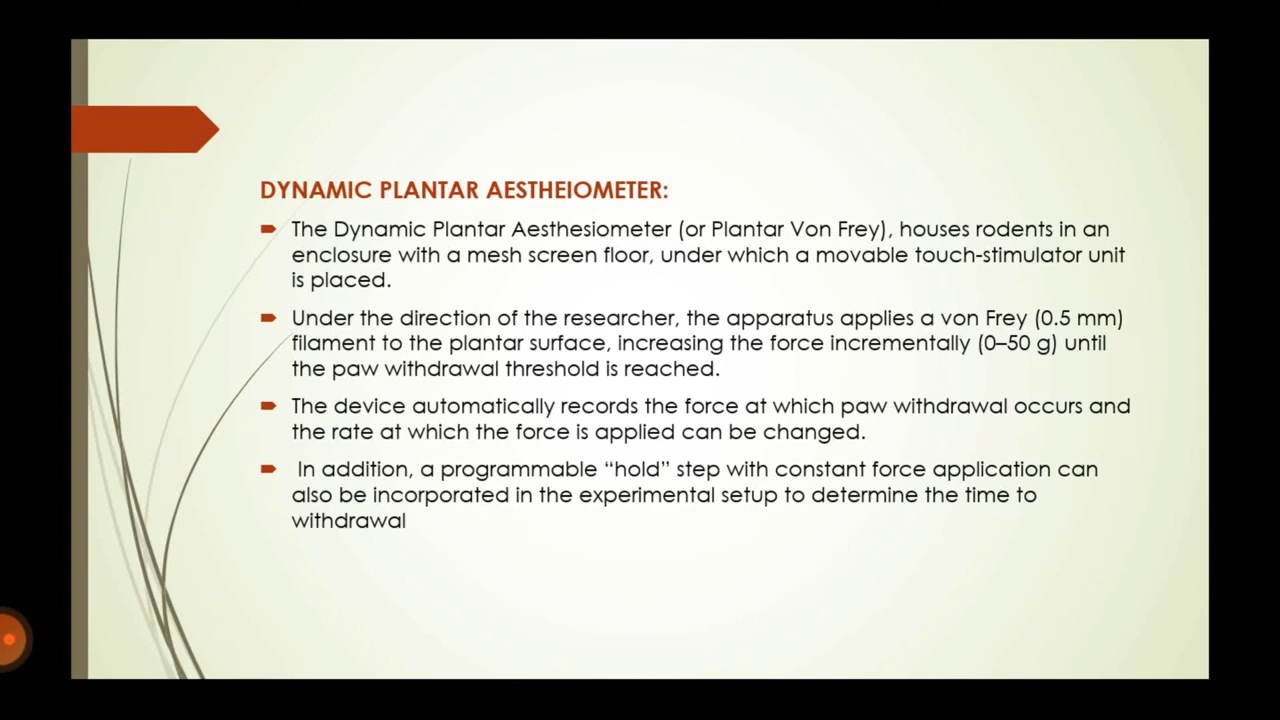 DYNAMIC PLANTAR AESTHEIOMETER:
The Dynamic Plantar Aesthesiometer (or Plantar Von Frey), houses rodents in an
enclosure with a mesh screen floor, under which a movable touch-stimulator unit
is placed.
Under the direction of the researcher, the apparatus applies a von Frey (0.5 mm)
filament to the plantar surface, increasing the force incrementally (0–50 g) until
the paw withdrawal threshold is reached.
The device automatically records the force at which paw withdrawal occurs and
the rate at which the force is applied can be changed.
In addition, a programmable “hold” step with constant force application can
also be incorporated in the experimental setup to determine the time to
withdrawal